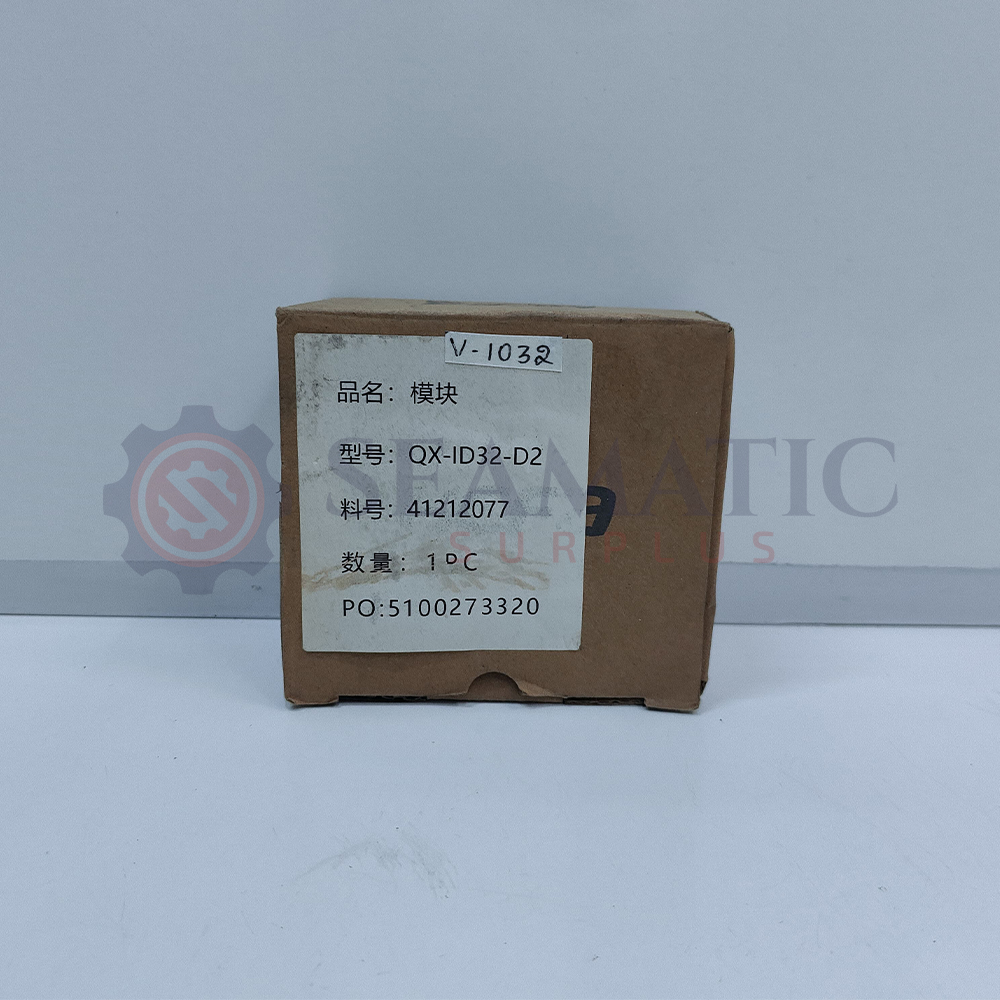 V-1032
品名：模块
型号：QX-ID32-D2
料号：41212077
数量：1PC
PO:5100273320
SEAMATIC
SURPLUS